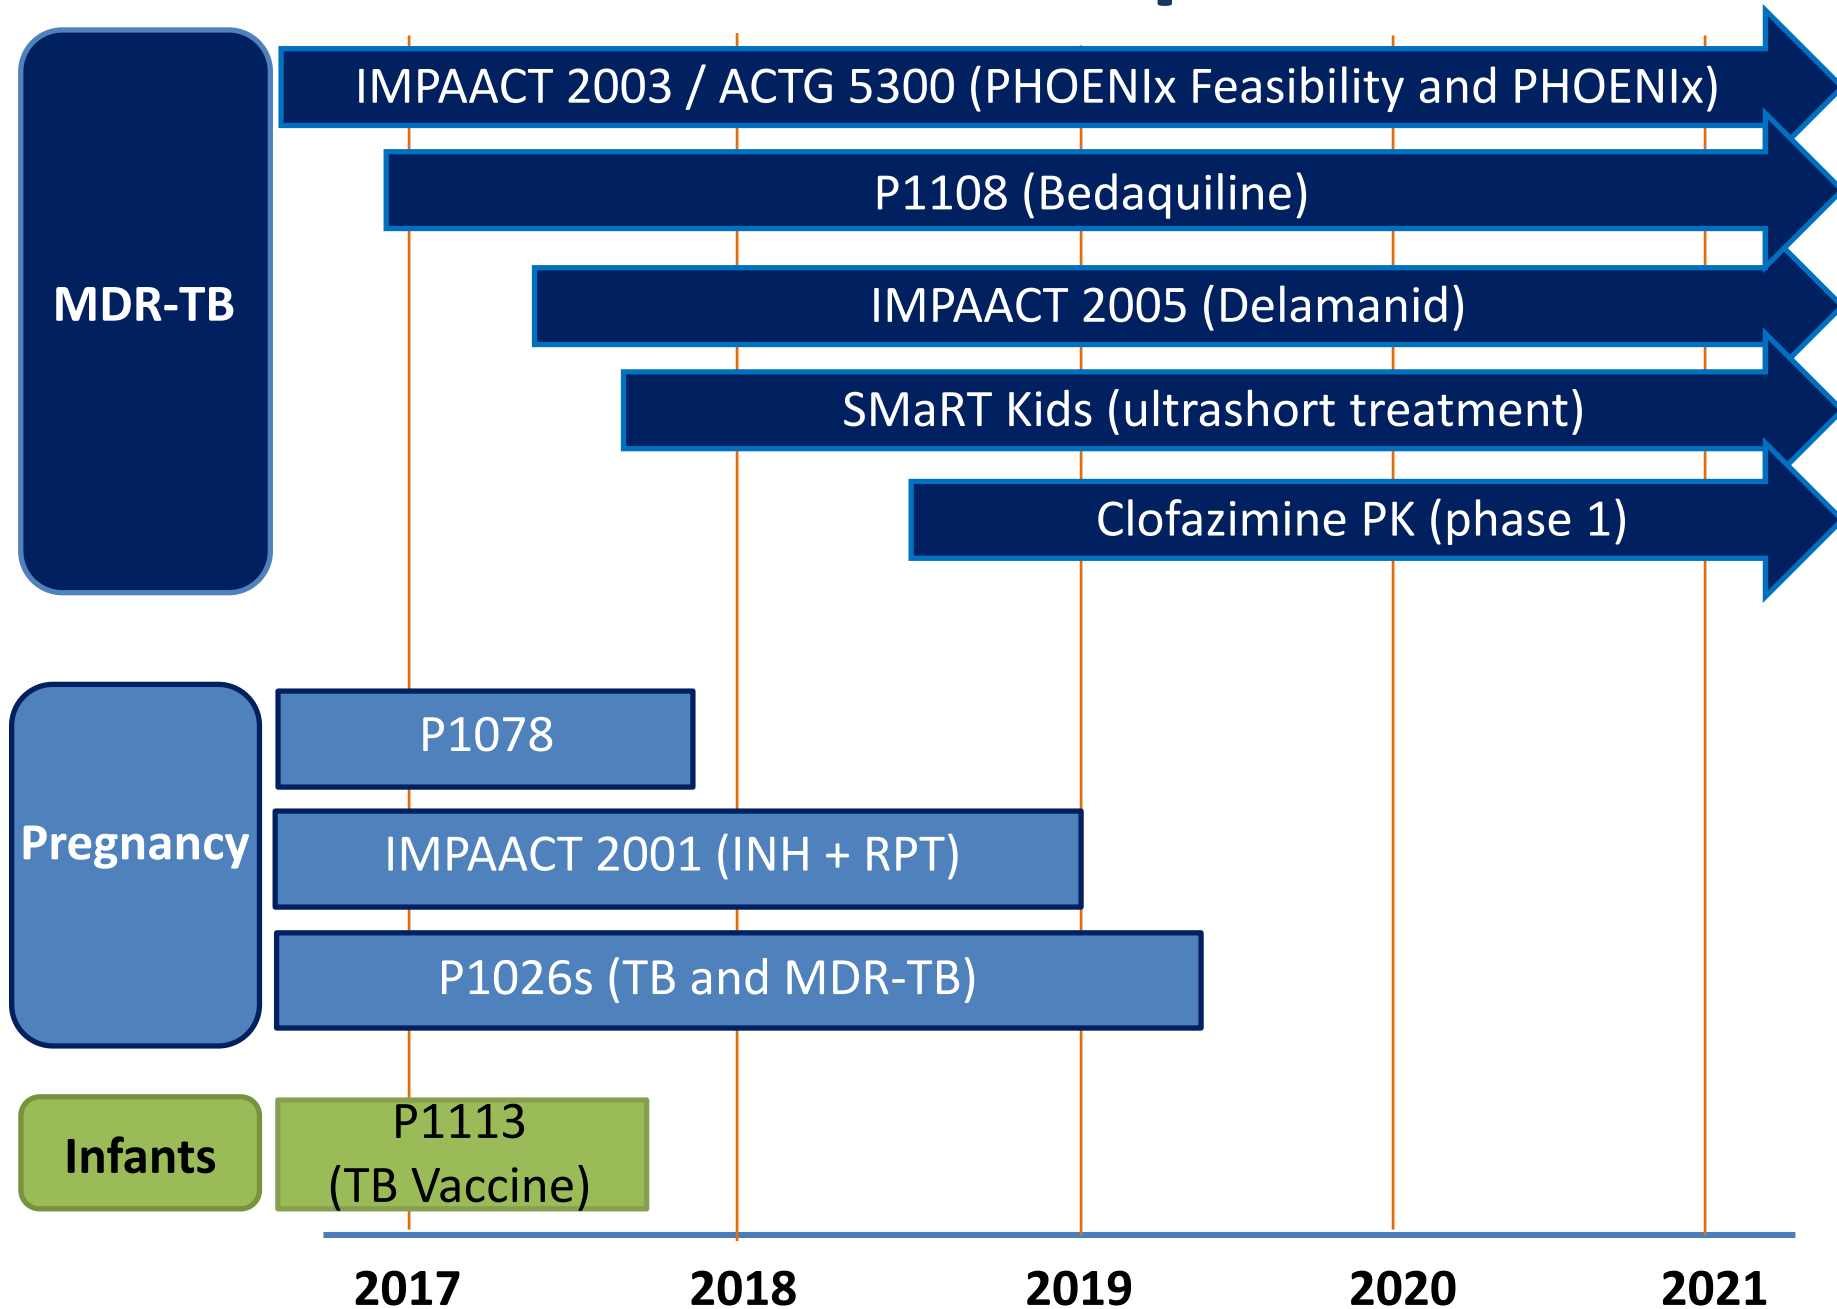 MDR-TB
IMPAACT 2003 / ACTG 5300 (PHOENIx Feasibility and PHOENIx)
P1108 (Bedaquiline)
IMPAACT 2005 (Delamanid)
SMaRT Kids (ultrashort treatment)
Clofazimine PK (phase 1)
Pregnancy
P1078
IMPAACT 2001 (INH + RPT)
P1026s (TB and MDR-TB)
Infants
P1113
(TB Vaccine)
2017 2018 2019 2020 2021